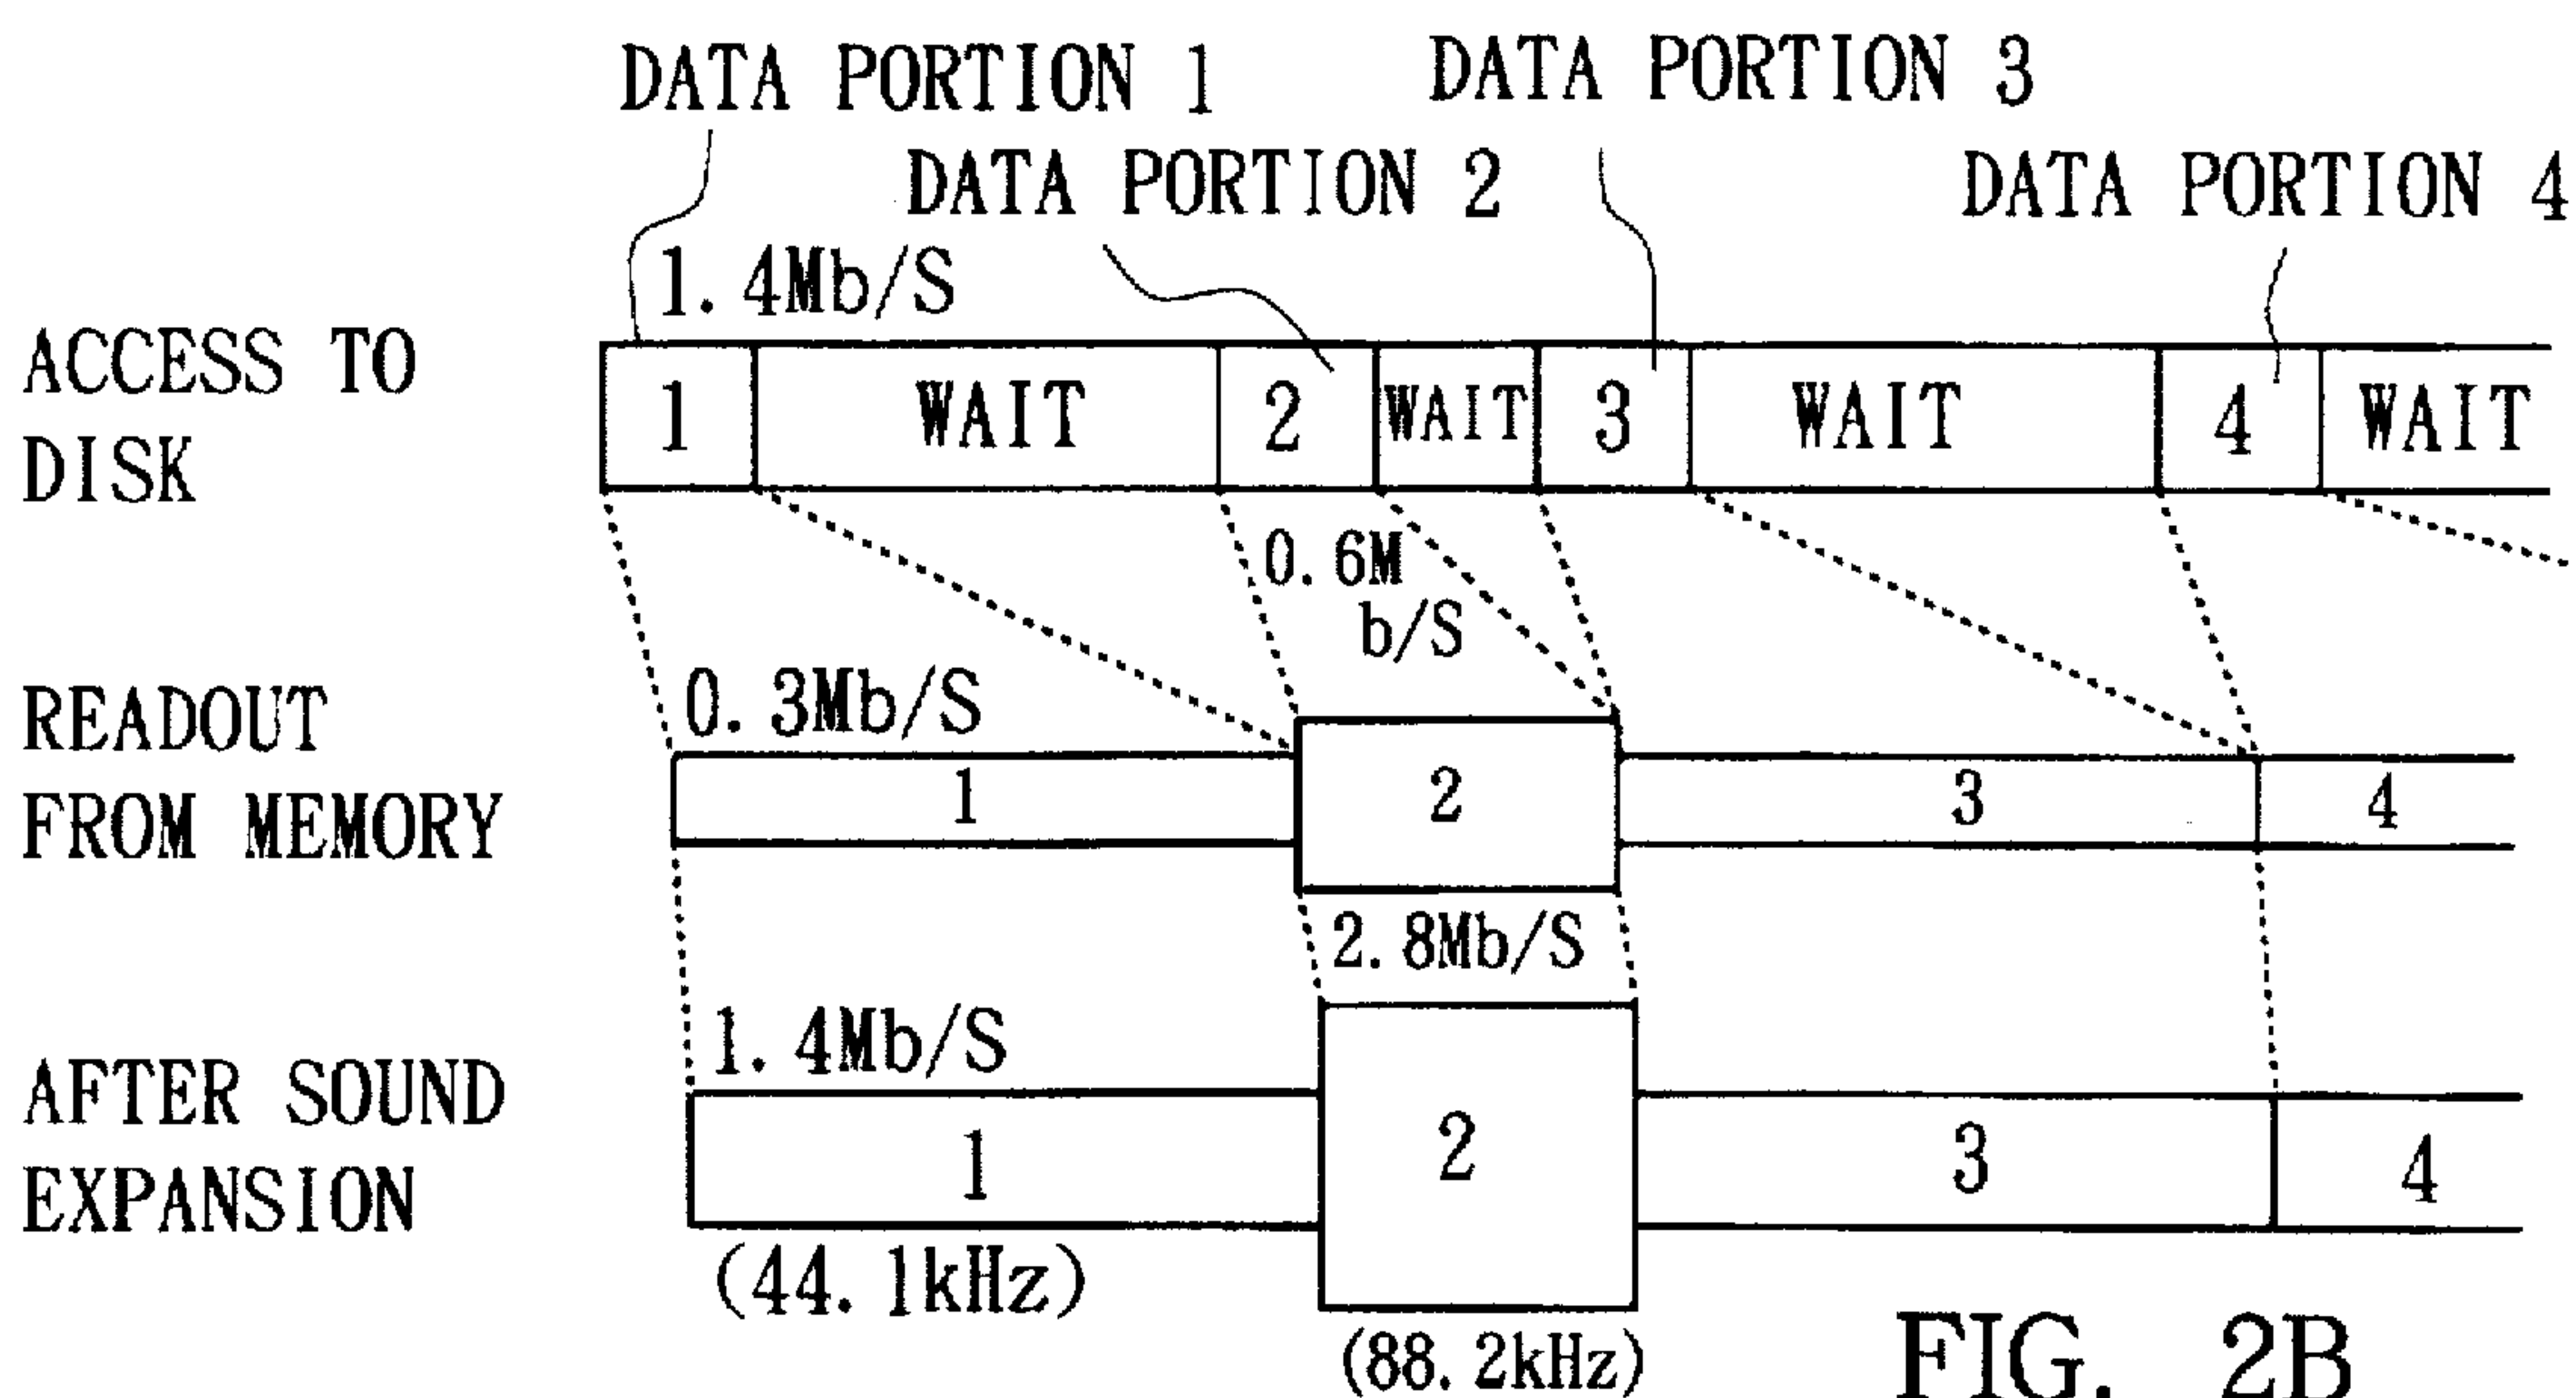 DATA PORTION 1
DATA PORTION 3
DATA PORTION 2
DATA PORTION 4
1.4Mb/S
ACCESS TO
DISK
1
WAIT
2
WAIT
3
WAIT
4
WAIT
0.6M
b/S
READOUT
FROM MEMORY
0.3Mb/S
1
2
3
4
2.8Mb/S
AFTER SOUND
EXPANSION
1.4Mb/S
1
2
3
4
(44.1kHz)
(88.2kHz)
FIG. 2B